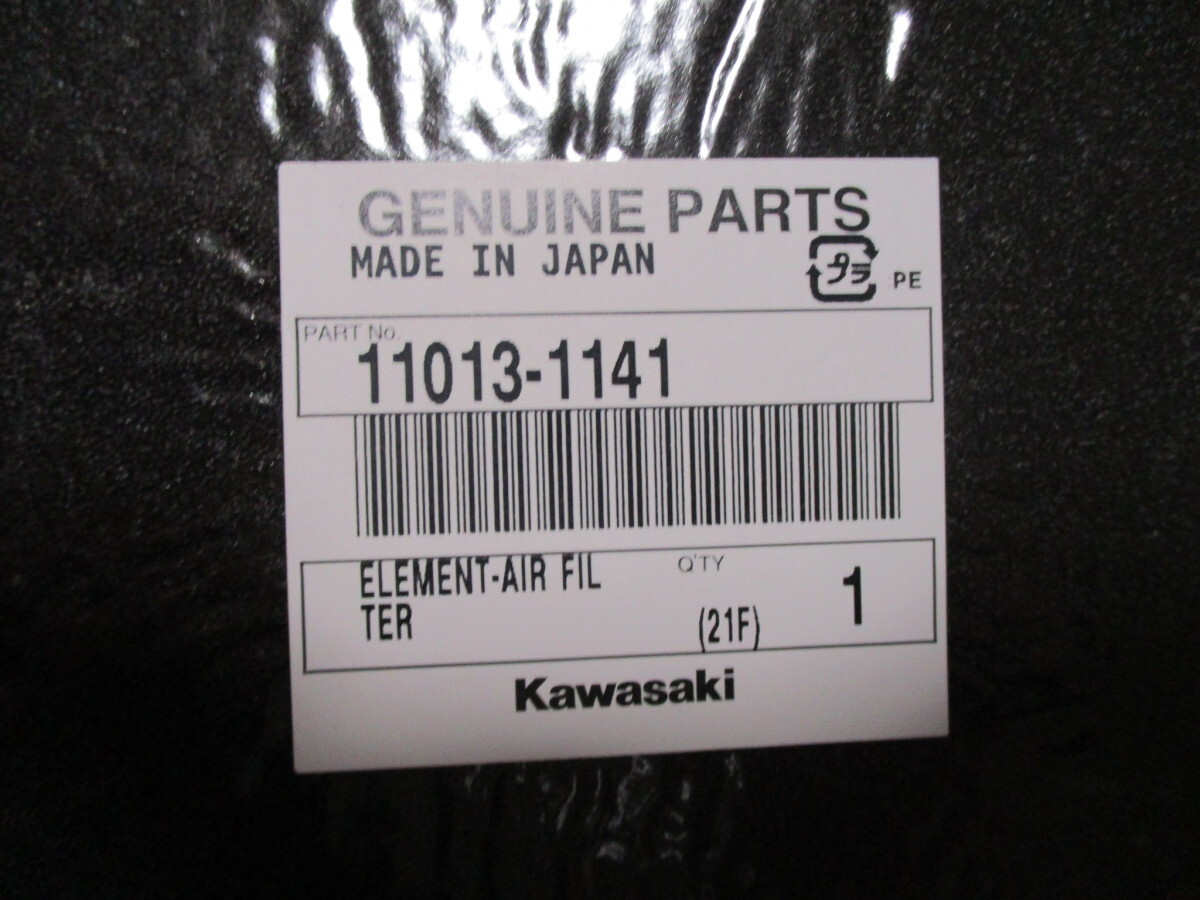 GENUINE PARTS
MADE IN JAPAN
プラ PE
PART No.
11013-1141
ELEMENT-AIR FIL
TER
Q'TY
(21F)
1
Kawasaki